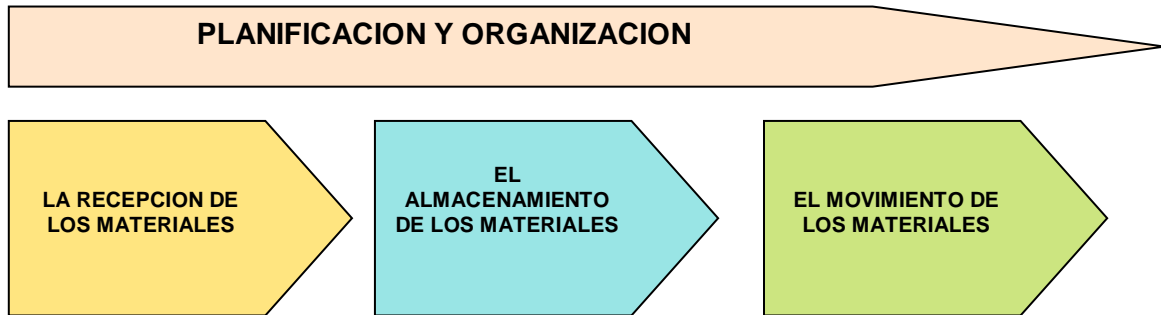 PLANIFICACION Y ORGANIZACION
LA RECEPCION DE
LOS MATERIALES
EL
ALMACENAMIENTO
DE LOS MATERIALES
EL MOVIMIENTO DE
LOS MATERIALES